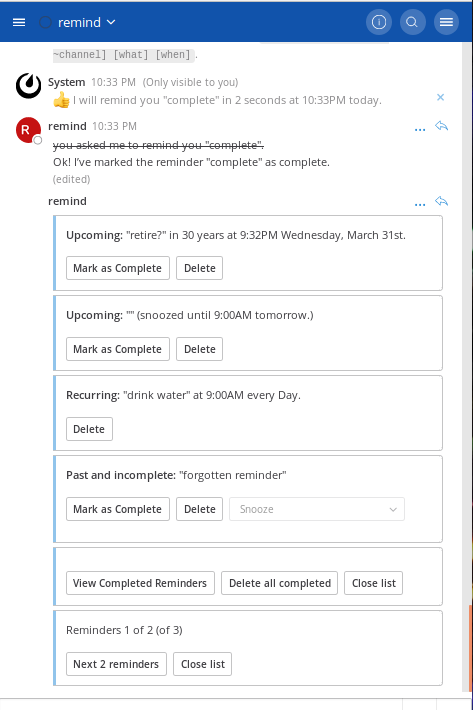 remind
~channel] [what] [when].
System 10:33 PM (Only visible to you)
👍 I will remind you "complete" in 2 seconds at 10:33PM today.
R
remind 10:33 PM
you asked me to remind you "complete".
Ok! I've marked the reminder "complete" as complete.
(edited)
remind
Upcoming: "retire?" in 30 years at 9:32PM Wednesday, March 31st.
Mark as Complete Delete
Upcoming: "" (snoozed until 9:00AM tomorrow.)
Mark as Complete Delete
Recurring: "drink water" at 9:00AM every Day.
Delete
Past and incomplete: "forgotten reminder"
Mark as Complete Delete Snooze
View Completed Reminders Delete all completed Close list
Reminders 1 of 2 (of 3)
Next 2 reminders Close list